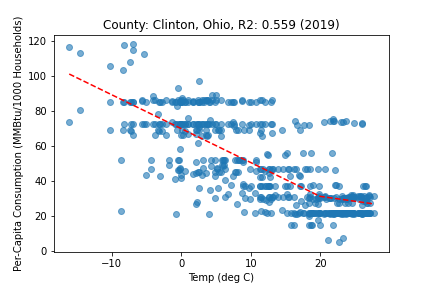 County: Clinton, Ohio, R2: 0.559 (2019)
Per-Capita Consumption (MMBtu/1000 Households)
120
100
80
60
40
20
0
−10 0 10 20
Temp (deg C)